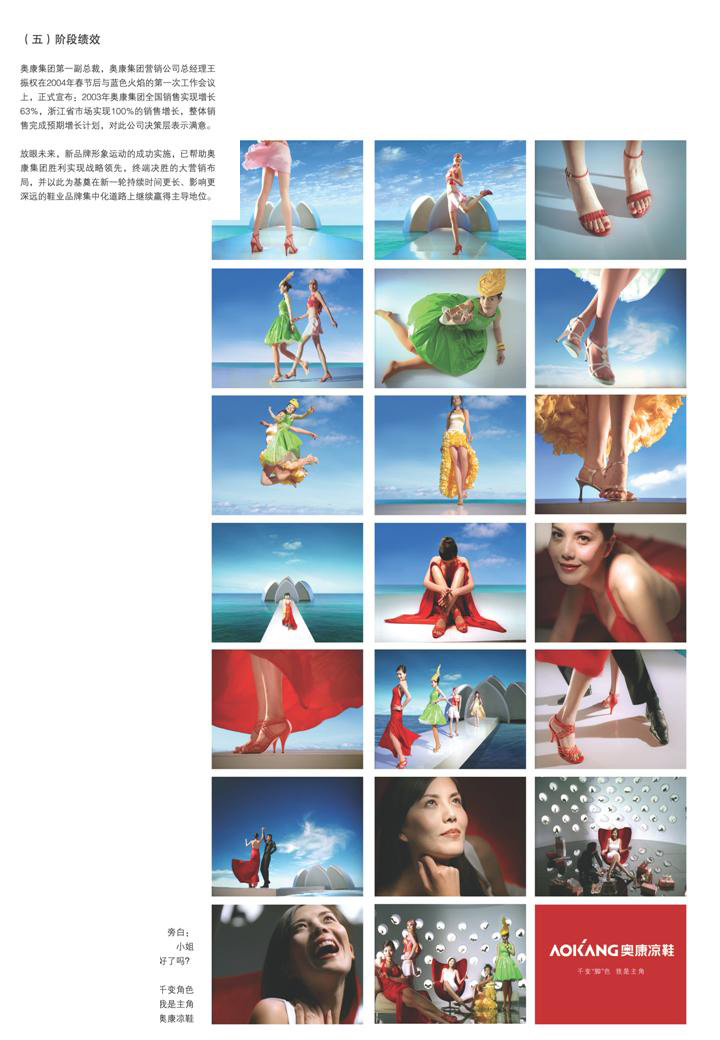 （五）阶段绩效
奥康集团第一副总裁，奥康集团营销公司总经理王
振权在2004年春节后与蓝色火焰的第一次工作会议
上，正式宣布：2003年奥康集团全国销售实现增长
63%，浙江省市场实现100%的销售增长，整体销
售完成预期增长计划，对此公司决策层表示满意。
放眼未来，新品牌形象运动的成功实施，已帮助奥
康集团胜利实现战略领先，终端决胜的大营销布
局，并以此为基奠在新一轮持续时间更长、影响更
深远的鞋业品牌集中化道路上继续赢得主导地位。
旁白：
小姐
好了吗?
千变角色
我是主角
奥康凉鞋
AOKANG 奥康凉鞋
千变“脚”色 我是主角